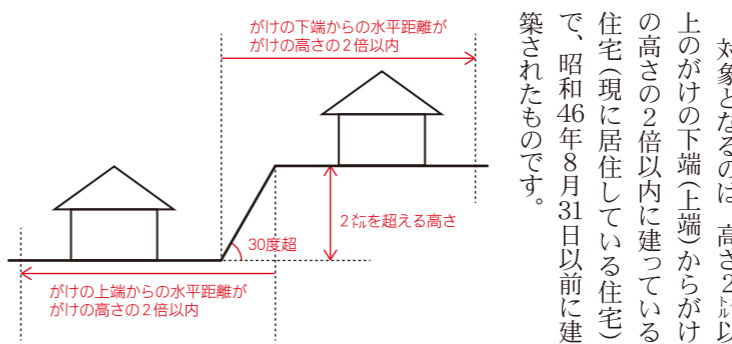 対象となるのは 高さ2㍍以
上のがけの下端（上端）からがけ
の高さの2倍以内に建っている
住宅（現に居住している住宅）
で、昭和46年8月31日以前に建
築されたものです。
がけの下端からの水平距離が
がけの高さの2倍以内
2㍍を超える高さ
30度超
がけの上端からの水平距離が
がけの高さの2倍以内